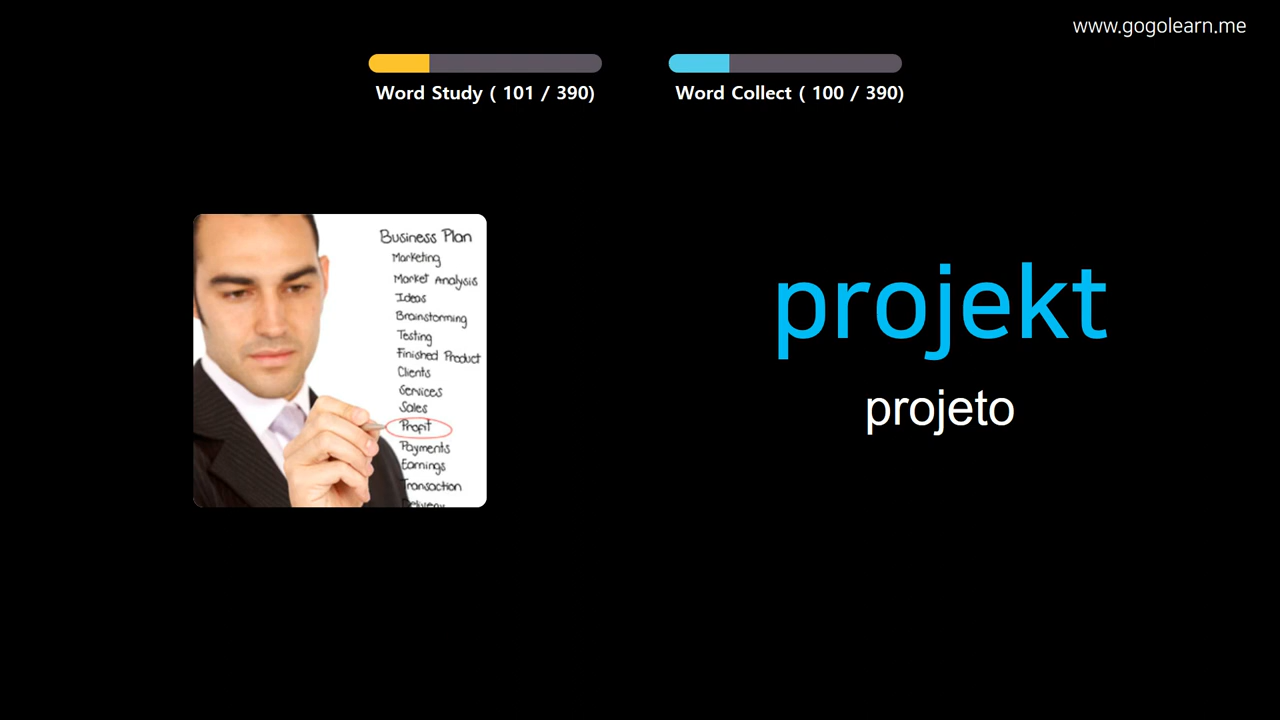 www.gogolearn.me
Word Study ( 101 / 390)
Word Collect ( 100 / 390)
Business Plan
Marketing
Market Analysis
Ideas
Brainstorming
Testing
Finished Product
Clients
Services
Sales
Profit
Payments
Earnings
Transaction
Delivery
projekt
projeto